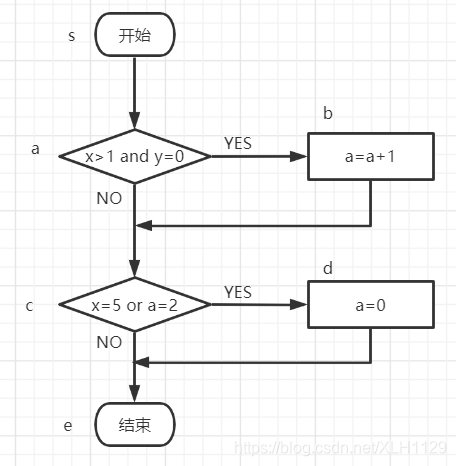 s
开始
a
x>1 and y=0
YES
b
a=a+1
NO
c
x=5 or a=2
YES
d
a=0
NO
e
结束
https://blog.csdn.net/XLH1129